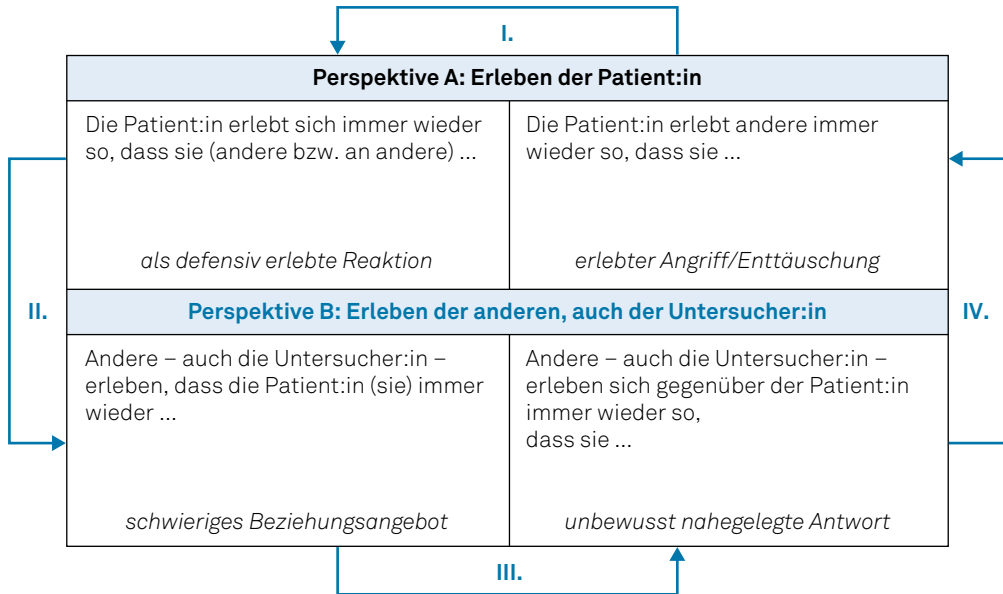 I.
Perspektive A: Erleben der Patient:in
Die Patient:in erlebt sich immer wieder
so, dass sie (andere bzw. an andere) ...
als defensiv erlebte Reaktion
Die Patient:in erlebt andere immer
wieder so, dass sie ...
erlebter Angriff/Enttäuschung
II.
Perspektive B: Erleben der anderen, auch der Untersucher:in
IV.
Andere – auch die Untersucher:in –
erleben, dass die Patient:in (sie) immer
wieder ...
schwieriges Beziehungsangebot
Andere – auch die Untersucher:in –
erleben sich gegenüber der Patient:in
immer wieder so,
dass sie ...
unbewusst nahegelegte Antwort
III.